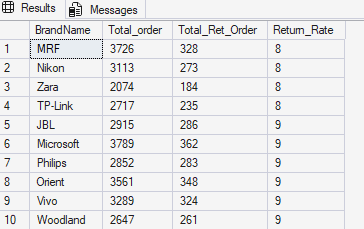 Results Messages
BrandName Total_order Total_Ret_Order Return_Rate
1 MRF 3726 328 8
2 Nikon 3113 273 8
3 Zara 2074 184 8
4 TP-Link 2717 235 8
5 JBL 2915 286 9
6 Microsoft 3789 362 9
7 Philips 2852 283 9
8 Orient 3561 348 9
9 Vivo 3289 324 9
10 Woodland 2647 261 9